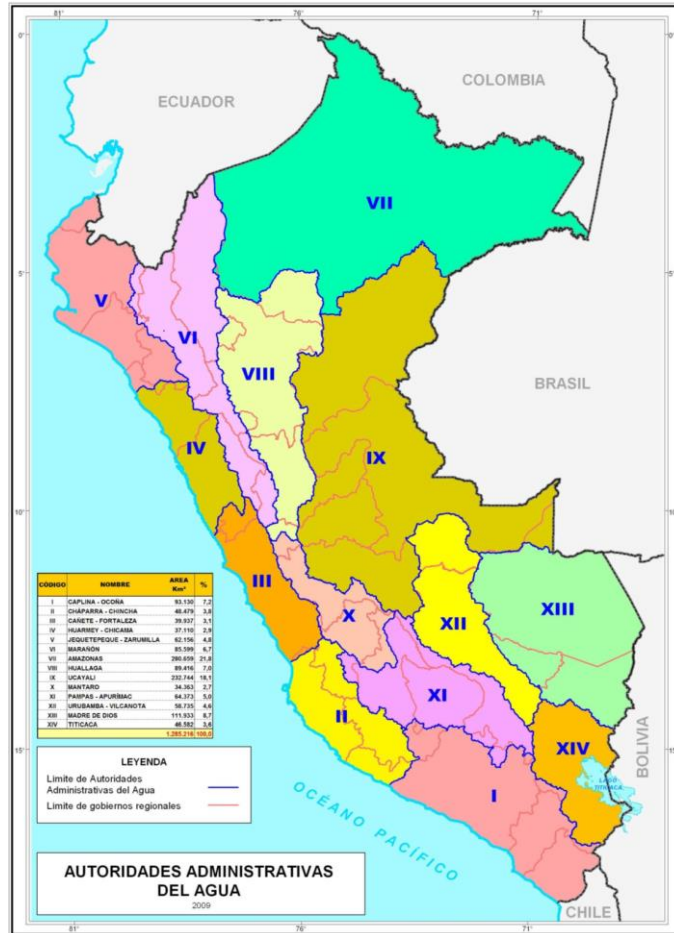 81°
76°
71°
0°
COLOMBIA
ECUADOR
VII
5°
V
VI
VIII
BRASIL
IV
IX
10°
III
XIII
X
XII
XI
II
XIV
15°
LAGO TITICACA
BOLIVIA
I
OCÉANO PACÍFICO
CHILE
CÓDIGO NOMBRE AREA Km² %
I CAPLINA - OCOÑA 93.130 7,2
II CHÁPARRA - CHINCHA 48.479 3,8
III CAÑETE - FORTALEZA 39.937 3,1
IV HUARMEY - CHICAMA 37.110 2,9
V JEQUETEPEQUE - ZARUMILLA 62.156 4,8
VI MARAÑÓN 85.599 6,7
VII AMAZONAS 280.659 21,8
VIII HUALLAGA 89.416 7,0
IX UCAYALI 232.744 18,1
X MANTARO 34.363 2,7
XI PAMPAS - APURÍMAC 64.373 5,0
XII URUBAMBA - VILCANOTA 58.735 4,6
XIII MADRE DE DIOS 111.933 8,7
XIV TITICACA 46.582 3,6
1.285.216 100,0
LEYENDA
Límite de Autoridades
Administrativas del Agua
Límite de gobiernos regionales
AUTORIDADES ADMINISTRATIVAS
DEL AGUA
2009
81°
76°
71°